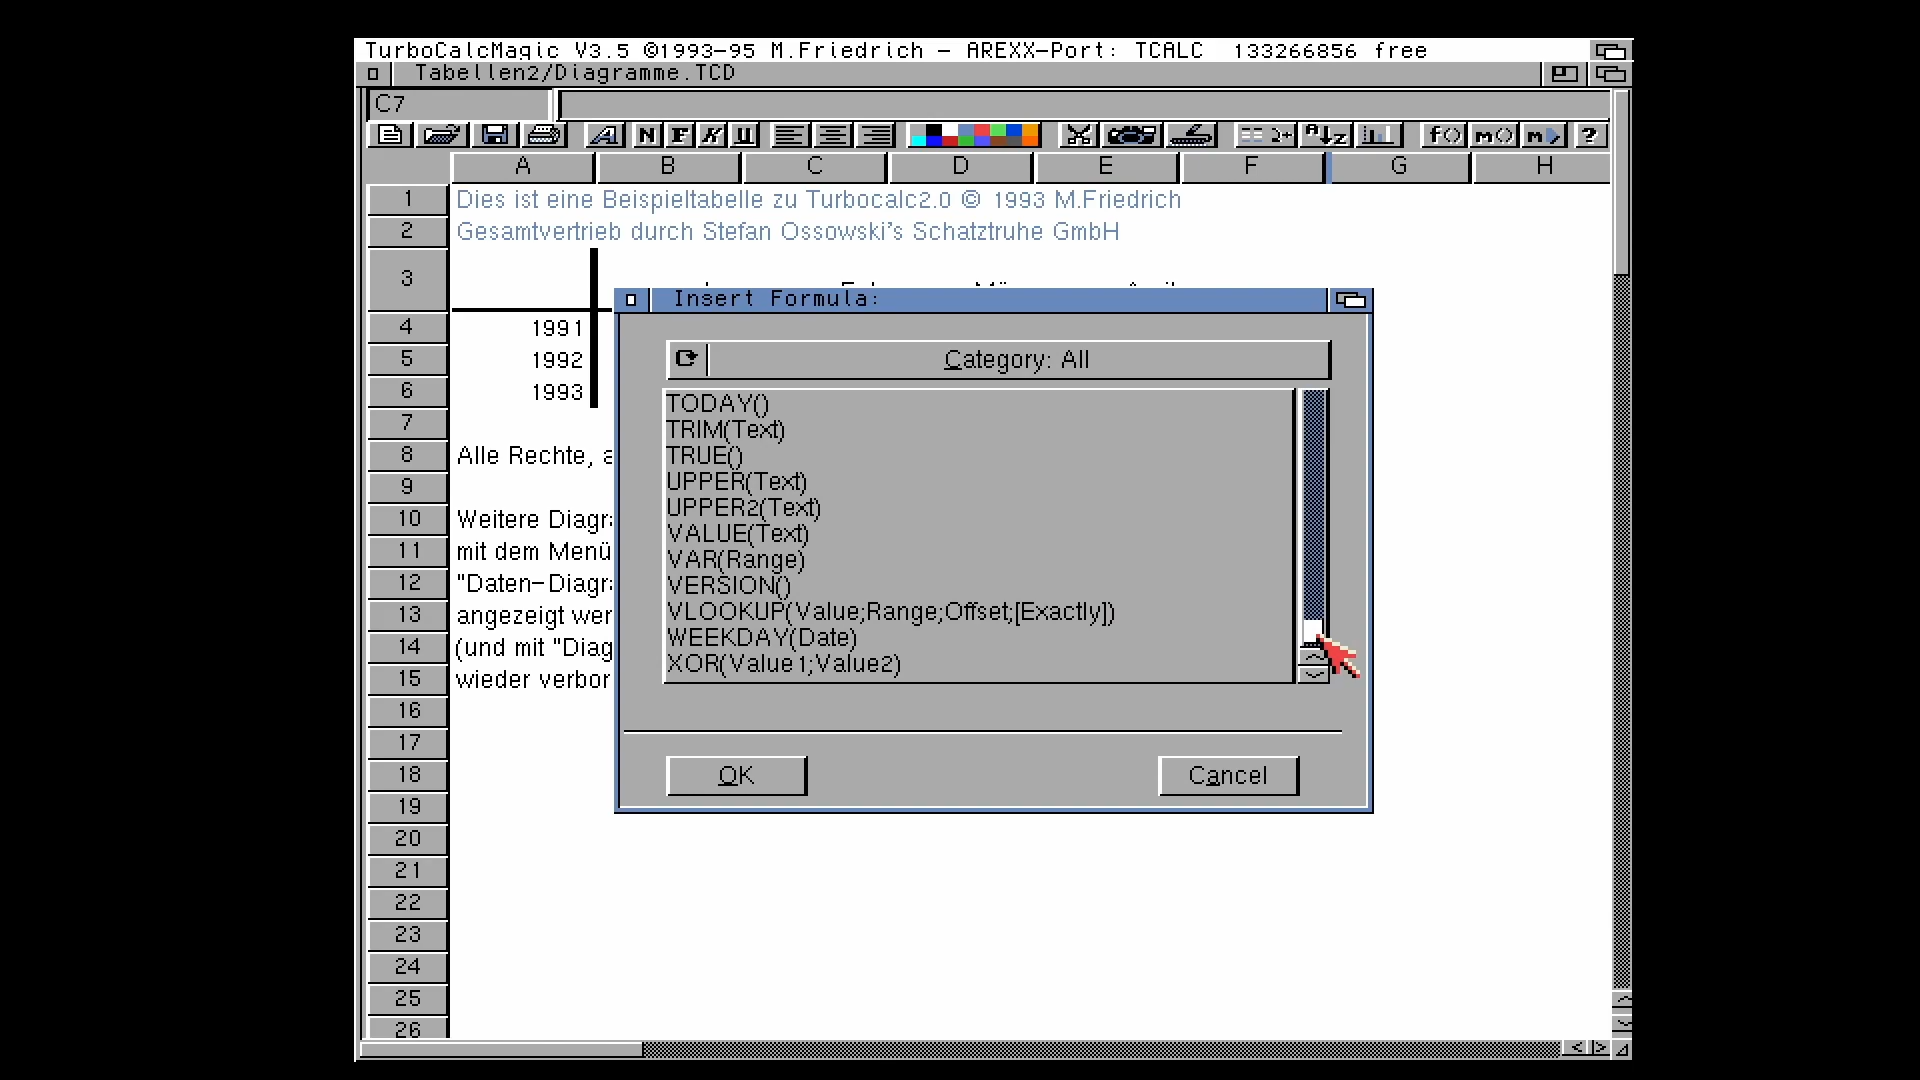 TurboCalcMagic V3.5 ©1993-95 M.Friedrich - AREXX-Port: TCALC 133266856 free
Tabellen2/Diagramme.TCD
C7
A N F K U A Z f() m() m ?
A B C D E F G H
1 Dies ist eine Beispieltabelle zu Turbocalc2.0 © 1993 M.Friedrich
2 Gesamtvertrieb durch Stefan Ossowski's Schatztruhe GmbH
3
4 1991
5 1992
6 1993
7
8 Alle Rechte, a
9
10 Weitere Diagr
11 mit dem Menü
12 "Daten-Diagr
13 angezeigt wer
14 (und mit "Diag
15 wieder verbor
16
17
18
19
20
21
22
23
24
25
26
Insert Formula:
Category: All
TODAY()
TRIM(Text)
TRUE()
UPPER(Text)
UPPER2(Text)
VALUE(Text)
VAR(Range)
VERSION()
VLOOKUP(Value;Range;Offset;[Exactly])
WEEKDAY(Date)
XOR(Value1;Value2)
OK Cancel